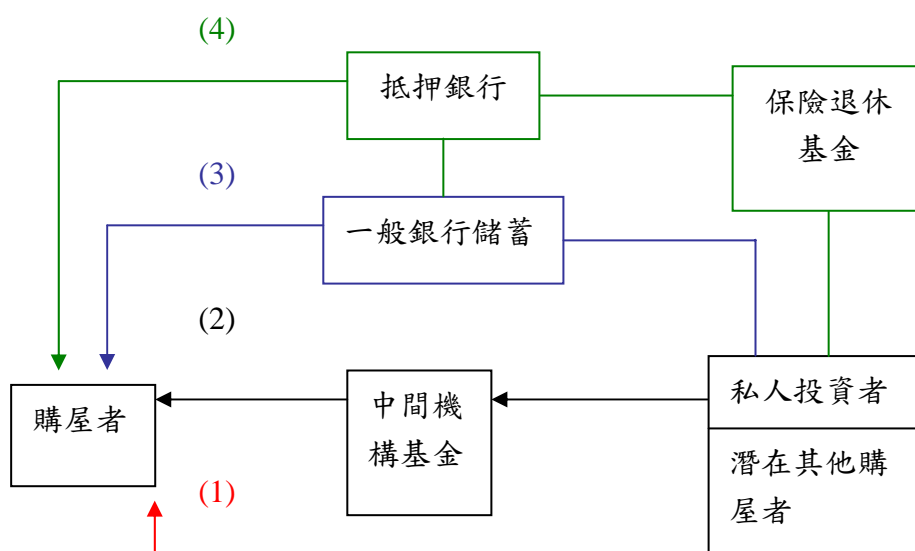 (4)
抵押銀行
保險退休
基金
(3)
一般銀行儲蓄
(2)
購屋者
中間機
構基金
私人投資者
潛在其他購
屋者
(1)